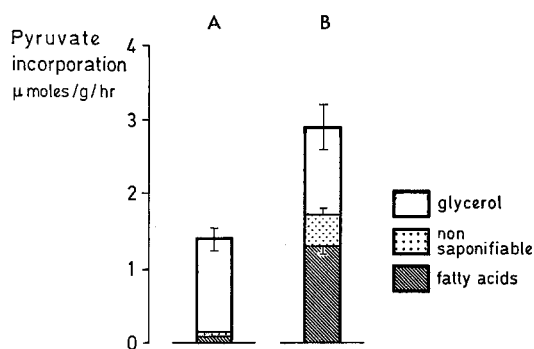 A B
Pyruvate
incorporation
μ moles/g/hr
4
3
2
1
0
glycerol
non
saponifiable
fatty acids